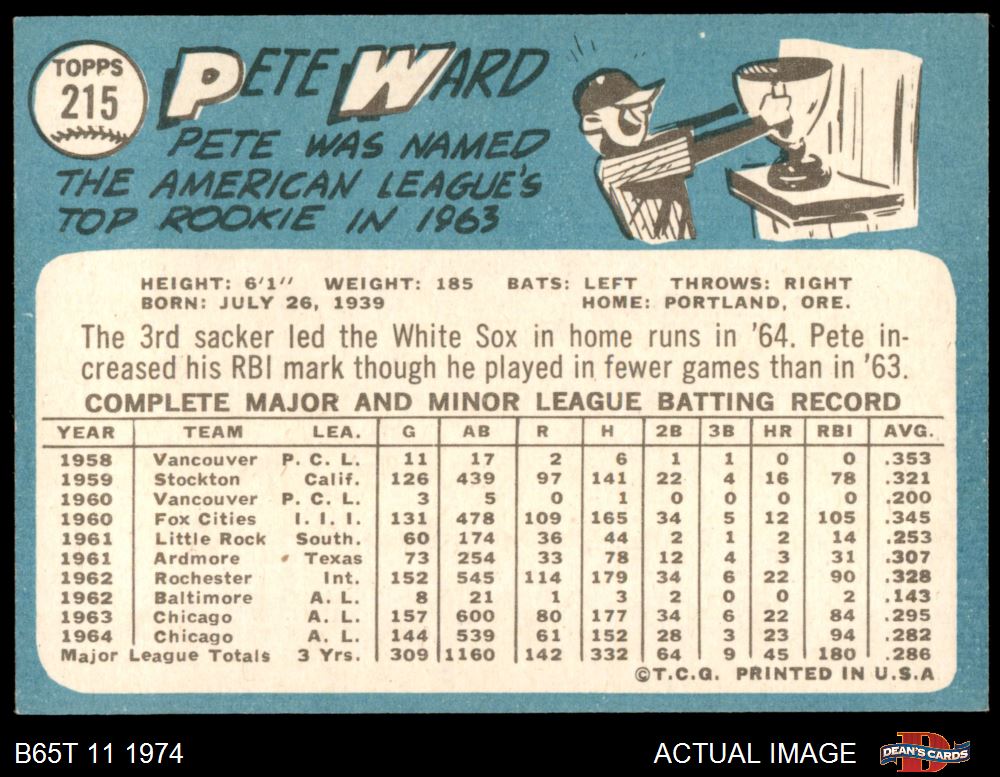 TOPPS
215
PETE WARD
PETE WAS NAMED
THE AMERICAN LEAGUE'S
TOP ROOKIE IN 1963
HEIGHT: 6'1" WEIGHT: 185 BATS: LEFT THROWS: RIGHT
BORN: JULY 26, 1939 HOME: PORTLAND, ORE.
The 3rd sacker led the White Sox in home runs in '64. Pete in-
creased his RBI mark though he played in fewer games than in '63.
COMPLETE MAJOR AND MINOR LEAGUE BATTING RECORD
YEAR TEAM LEA. G AB R H 2B 3B HR RBI AVG.
1958 Vancouver P. C. L. 11 17 2 6 1 1 0 0 .353
1959 Stockton Calif. 126 439 97 141 22 4 16 78 .321
1960 Vancouver P. C. L. 3 5 0 1 0 0 0 0 .200
1960 Fox Cities I. I. I. 131 478 109 165 34 5 12 105 .345
1961 Little Rock South. 60 174 36 44 2 1 2 14 .253
1961 Ardmore Texas 73 254 33 78 12 4 3 31 .307
1962 Rochester Int. 152 545 114 179 34 6 22 90 .328
1962 Baltimore A. L. 8 21 1 3 2 0 0 2 .143
1963 Chicago A. L. 157 600 80 177 34 6 22 84 .295
1964 Chicago A. L. 144 539 61 152 28 3 23 94 .282
Major League Totals 3 Yrs. 309 1160 142 332 64 9 45 180 .286
©T.C.G. PRINTED IN U.S.A
B65T 11 1974 ACTUAL IMAGE
DEAN'S CARDS